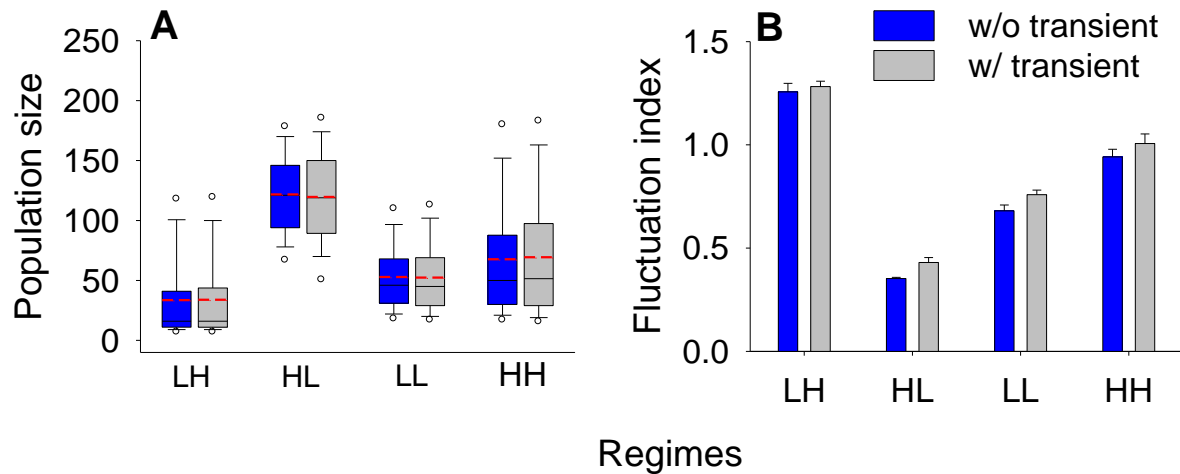 A
Population size
250
200
150
100
50
0
LH HL LL HH
B
w/o transient
w/ transient
Fluctuation index
1.5
1.0
0.5
0.0
LH HL LL HH
Regimes